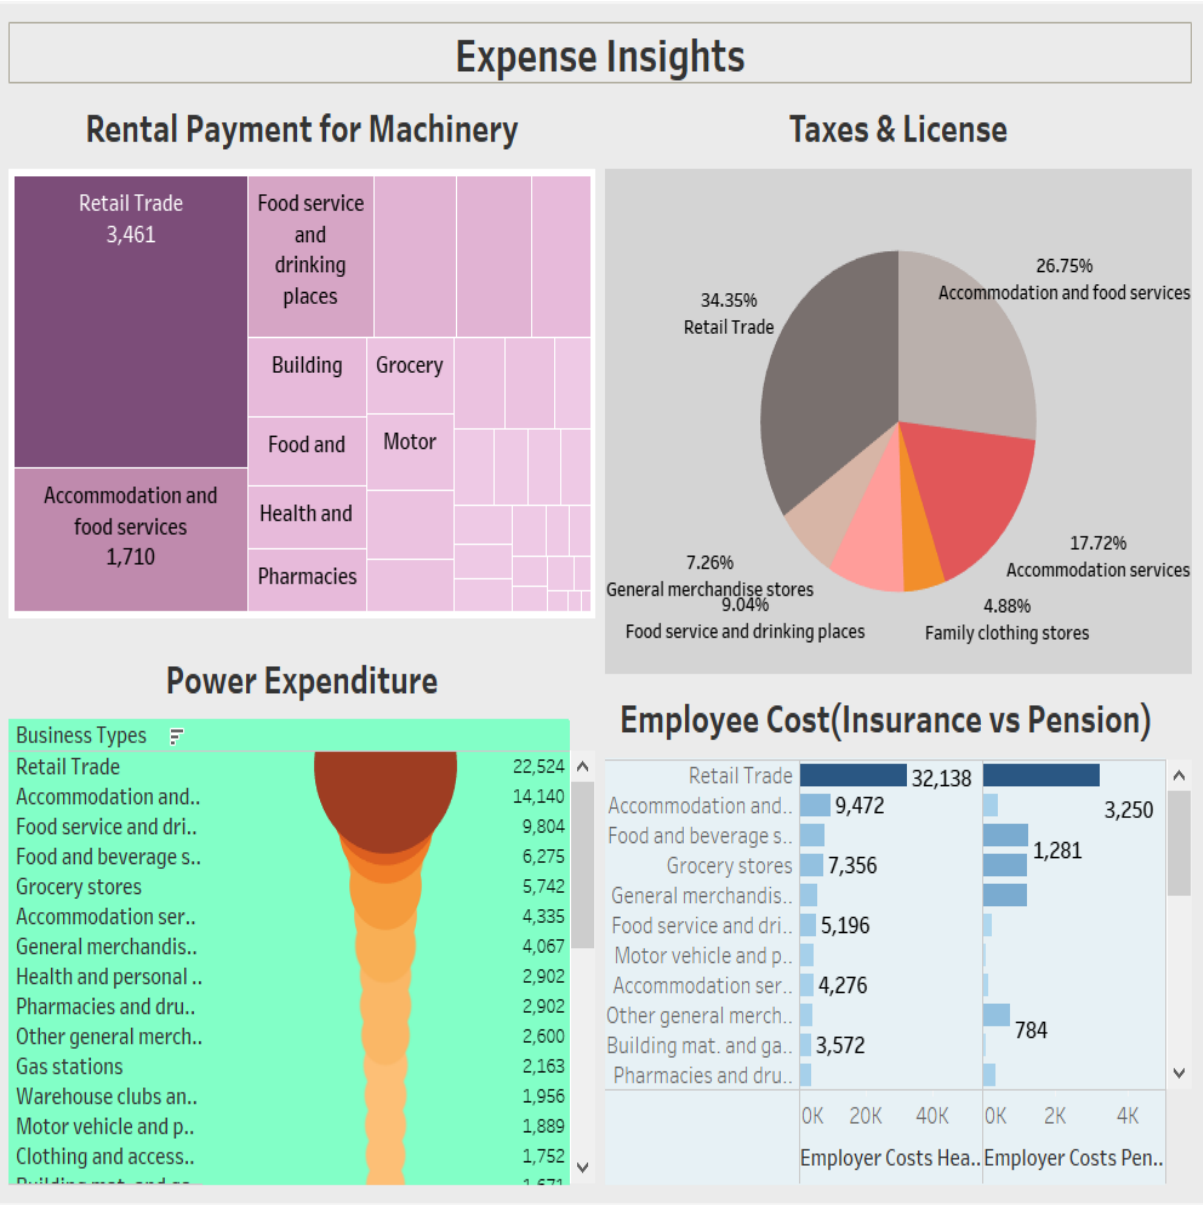 Expense Insights
Rental Payment for Machinery
Retail Trade
3,461
Accommodation and
food services
1,710
Food service
and
drinking
places
Building
Food and
Health and
Pharmacies
Grocery
Motor
Taxes & License
26.75%
Accommodation and food services
34.35%
Retail Trade
17.72%
Accommodation services
7.26%
General merchandise stores
9.04%
Food service and drinking places
4.88%
Family clothing stores
Power Expenditure
Business Types
Retail Trade 22,524
Accommodation and.. 14,140
Food service and dri.. 9,804
Food and beverage s.. 6,275
Grocery stores 5,742
Accommodation ser.. 4,335
General merchandis.. 4,067
Health and personal .. 2,902
Pharmacies and dru.. 2,902
Other general merch.. 2,600
Gas stations 2,163
Warehouse clubs an.. 1,956
Motor vehicle and p.. 1,889
Clothing and access.. 1,752
Building mat. and ga.. 1,671
Employee Cost(Insurance vs Pension)
Retail Trade 32,138
Accommodation and.. 9,472 3,250
Food and beverage s..
1,281
Grocery stores 7,356
General merchandis..
Food service and dri.. 5,196
Motor vehicle and p..
Accommodation ser.. 4,276
Other general merch..
784
Building mat. and ga.. 3,572
Pharmacies and dru..
0K 20K 40K 0K 2K 4K
Employer Costs Hea.. Employer Costs Pen..